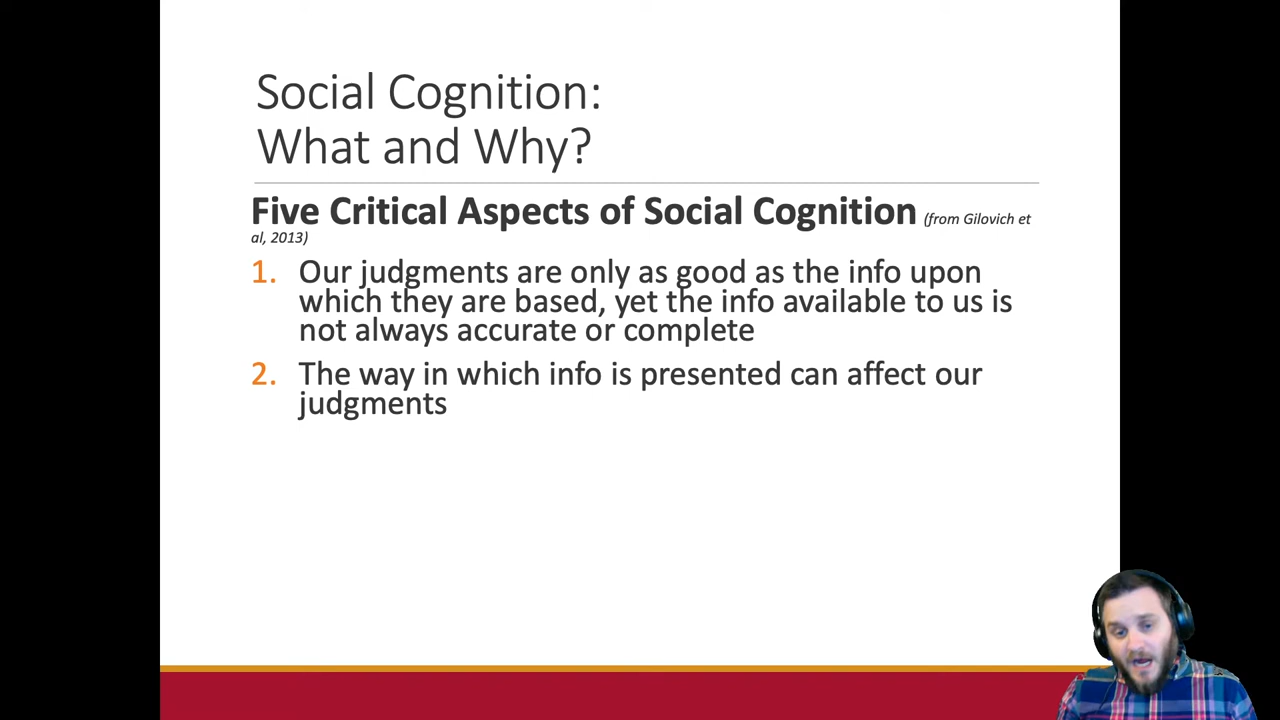 Social Cognition:
What and Why?
Five Critical Aspects of Social Cognition (from Gilovich et
al, 2013)
1. Our judgments are only as good as the info upon
which they are based, yet the info available to us is
not always accurate or complete
2. The way in which info is presented can affect our
judgments